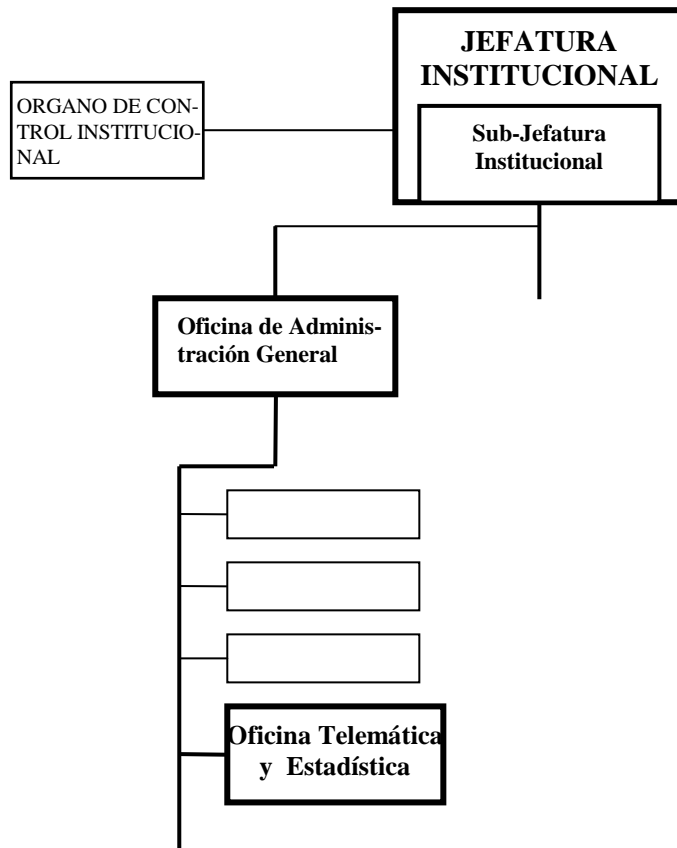 JEFATURA
INSTITUCIONAL
ORGANO DE CON-
TROL INSTITUCIO-
NAL
Sub-Jefatura
Institucional
Oficina de Adminis-
tración General
Oficina Telemática
y Estadística